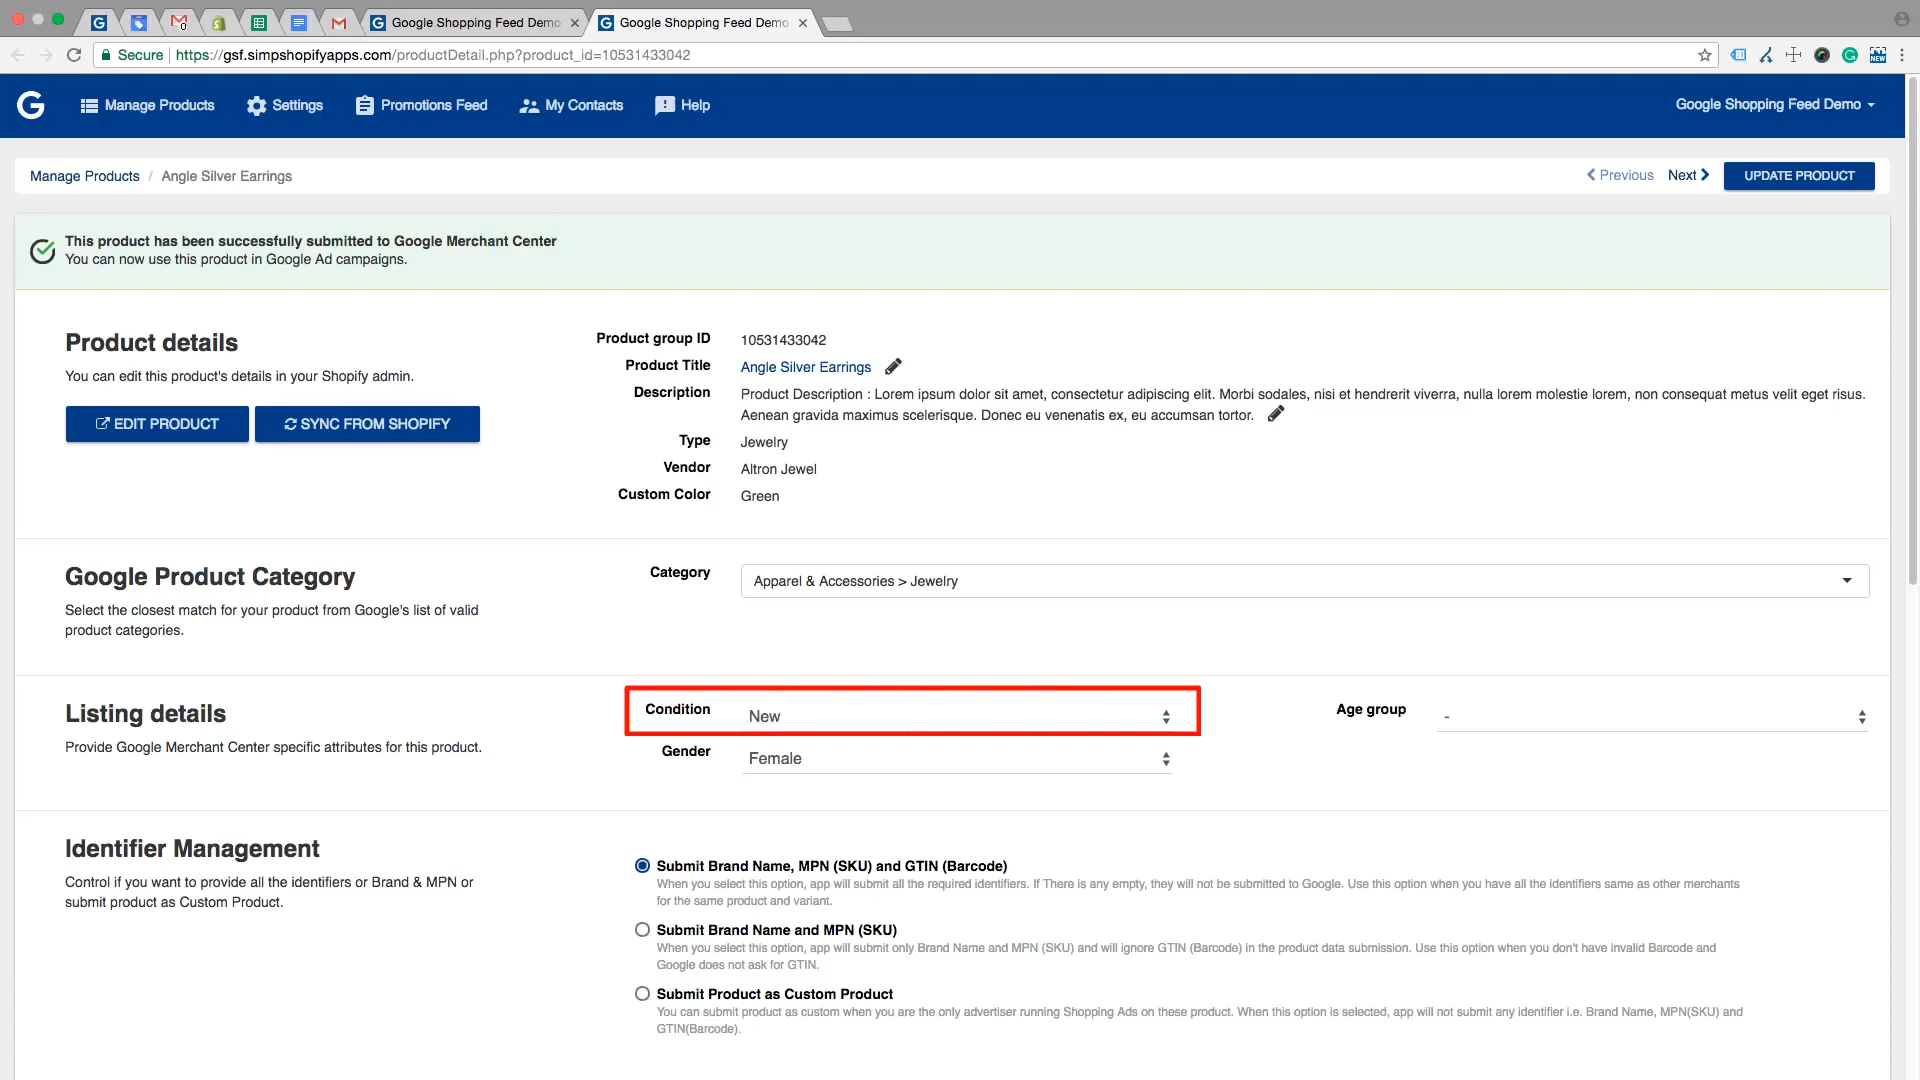 Google Shopping Feed Demo
Google Shopping Feed Demo
Secure https://gsf.simpshopifyapps.com/productDetail.php?product_id=10531433042
Manage Products Settings Promotions Feed My Contacts Help Google Shopping Feed Demo
Manage Products / Angle Silver Earrings Previous Next UPDATE PRODUCT
This product has been successfully submitted to Google Merchant Center
You can now use this product in Google Ad campaigns.
Product details
You can edit this product's details in your Shopify admin.
EDIT PRODUCT SYNC FROM SHOPIFY
Product group ID 10531433042
Product Title Angle Silver Earrings
Description Product Description : Lorem ipsum dolor sit amet, consectetur adipiscing elit. Morbi sodales, nisi et hendrerit viverra, nulla lorem molestie lorem, non consequat metus velit eget risus.
Aenean gravida maximus scelerisque. Donec eu venenatis ex, eu accumsan tortor.
Type Jewelry
Vendor Altron Jewel
Custom Color Green
Google Product Category
Select the closest match for your product from Google's list of valid
product categories.
Category Apparel & Accessories > Jewelry
Listing details
Provide Google Merchant Center specific attributes for this product.
Condition New
Age group -
Gender Female
Identifier Management
Control if you want to provide all the identifiers or Brand & MPN or
submit product as Custom Product.
Submit Brand Name, MPN (SKU) and GTIN (Barcode)
When you select this option, app will submit all the required identifiers. If There is any empty, they will not be submitted to Google. Use this option when you have all the identifiers same as other merchants
for the same product and variant.
Submit Brand Name and MPN (SKU)
When you select this option, app will submit only Brand Name and MPN (SKU) and will ignore GTIN (Barcode) in the product data submission. Use this option when you don't have invalid Barcode and
Google does not ask for GTIN.
Submit Product as Custom Product
You can submit product as custom when you are the only advertiser running Shopping Ads on these product. When this option is selected, app will not submit any identifier i.e. Brand Name, MPN(SKU) and
GTIN(Barcode).